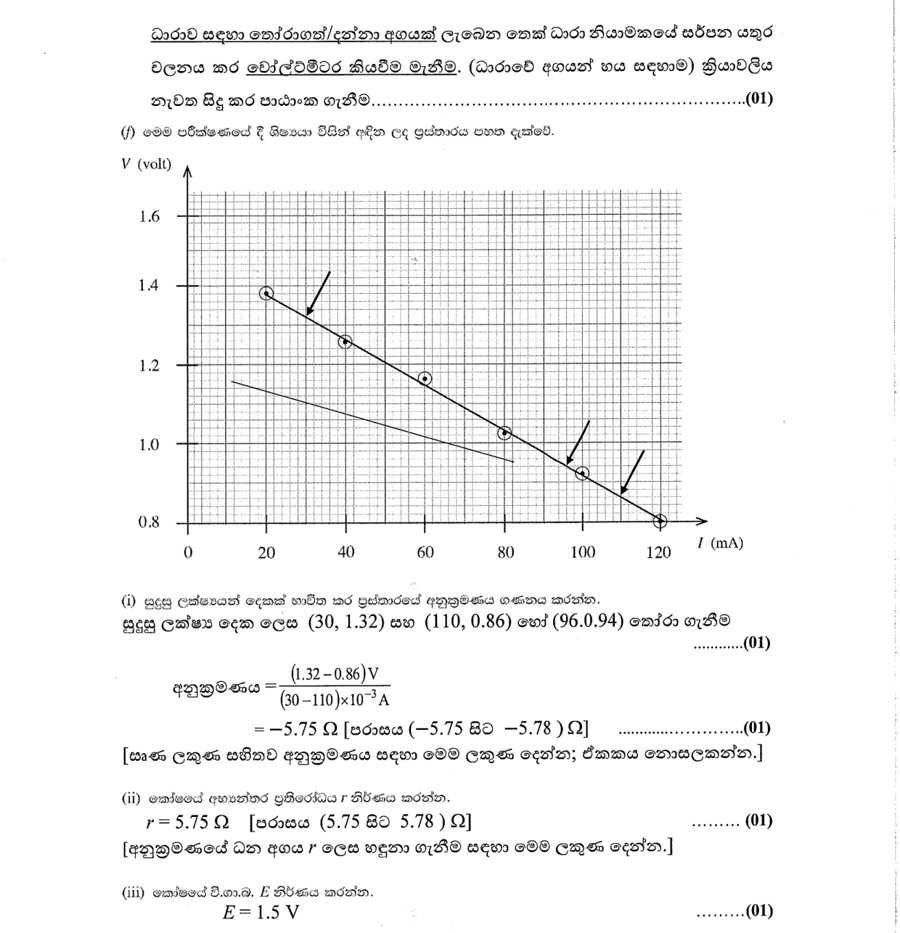 ධාරාව සඳහා තෝරාගත්/දන්නා අගයක් ලැබෙන තෙක් ධාරා නියාමකයේ සර්පන යතුර
චලනය කර වෝල්ට්මීටර කියවීම මැනීම. (ධාරාවේ අගයන් හය සඳහාම) ක්‍රියාවලිය
නැවත සිදු කර පාඨාංක ගැනීම.......................................................................(01)
(f) මෙම පරීක්ෂණයේ දී ශිෂ්‍යයා විසින් අඳින ලද ප්‍රස්තාරය පහත දැක්වේ.
V (volt)
1.6
1.4
1.2
1.0
0.8
0 20 40 60 80 100 120 I (mA)
(i) සුදුසු ලක්ෂ්‍යයන් දෙකක් භාවිත කර ප්‍රස්තාරයේ අනුක්‍රමණය ගණනය කරන්න.
සුදුසු ලක්ෂ්‍ය දෙක ලෙස (30, 1.32) සහ (110, 0.86) හෝ (96.0.94) තෝරා ගැනීම
............(01)
අනුක්‍රමණය = (1.32 – 0.86) V / (30 – 110)×10⁻³ A
= –5.75 Ω [පරාසය (–5.75 සිට –5.78 ) Ω] ..........................(01)
[සෘණ ලකුණ සහිතව අනුක්‍රමණය සඳහා මෙම ලකුණ දෙන්න; ඒකකය නොසලකන්න.]
(ii) කෝෂයේ අභ්‍යන්තර ප්‍රතිරෝධය r නිර්ණය කරන්න.
r = 5.75 Ω [පරාසය (5.75 සිට 5.78 ) Ω] ......... (01)
[අනුක්‍රමණයේ ධන අගය r ලෙස හඳුනා ගැනීම සඳහා මෙම ලකුණ දෙන්න.]
(iii) කෝෂයේ වි.ගා.බ. E නිර්ණය කරන්න.
E = 1.5 V .........(01)